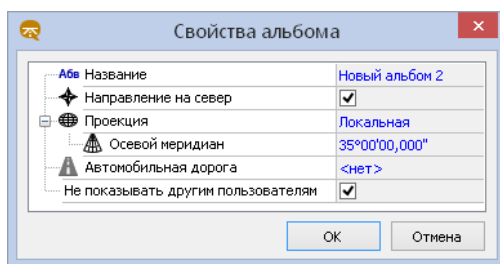 Свойства альбома
Абв Название Новый альбом 2
Направление на север
Проекция Локальная
Осевой меридиан 35°00'00,000"
Автомобильная дорога <нет>
Не показывать другим пользователям
OK Отмена